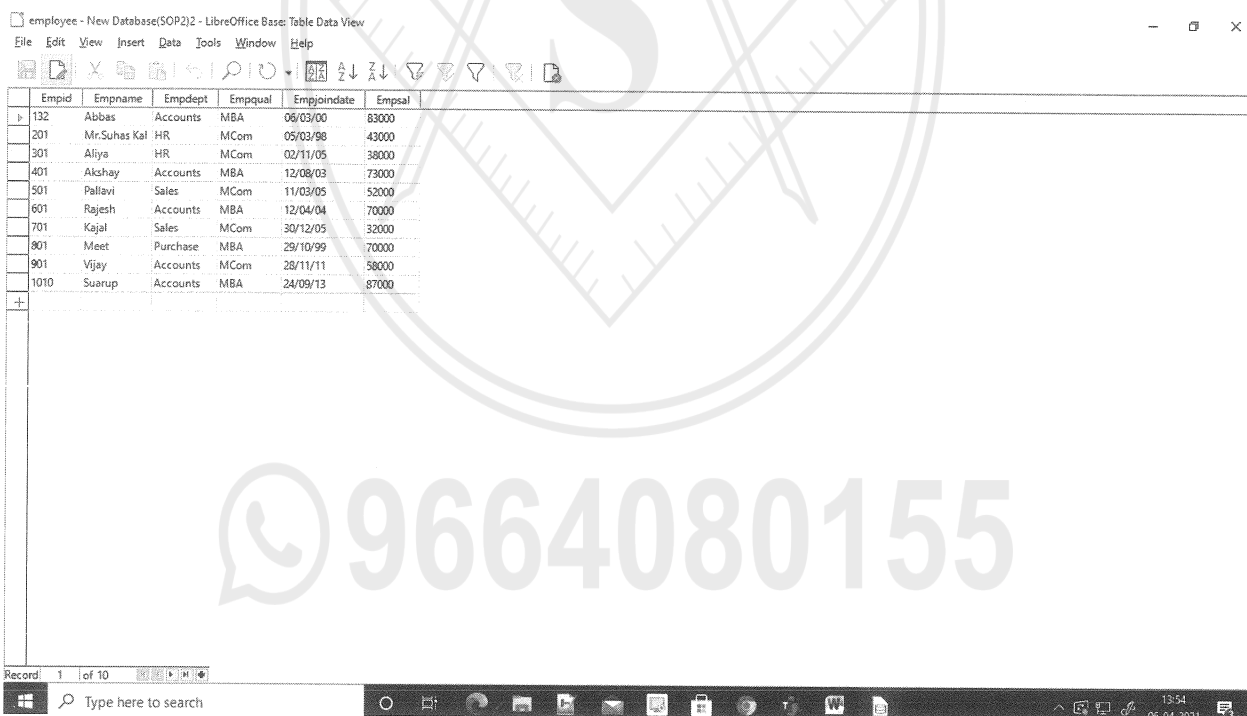 employee - New Database(SOP2)2 - LibreOffice Base: Table Data View
File Edit View Insert Data Tools Window Help
Empid Empname Empdept Empqual Empjoindate Empsal
132 Abbas Accounts MBA 06/03/00 83000
201 Mr.Suhas Kal HR MCom 05/03/98 43000
301 Aliya HR MCom 02/11/05 38000
401 Akshay Accounts MBA 12/08/03 73000
501 Pallavi Sales MCom 11/03/05 52000
601 Rajesh Accounts MBA 12/04/04 70000
701 Kajal Sales MCom 30/12/05 32000
801 Meet Purchase MBA 29/10/99 70000
901 Vijay Accounts MCom 28/11/11 58000
1010 Suarup Accounts MBA 24/09/13 87000
9664080155
Record 1 of 10
Type here to search
13:54
06-04-2021